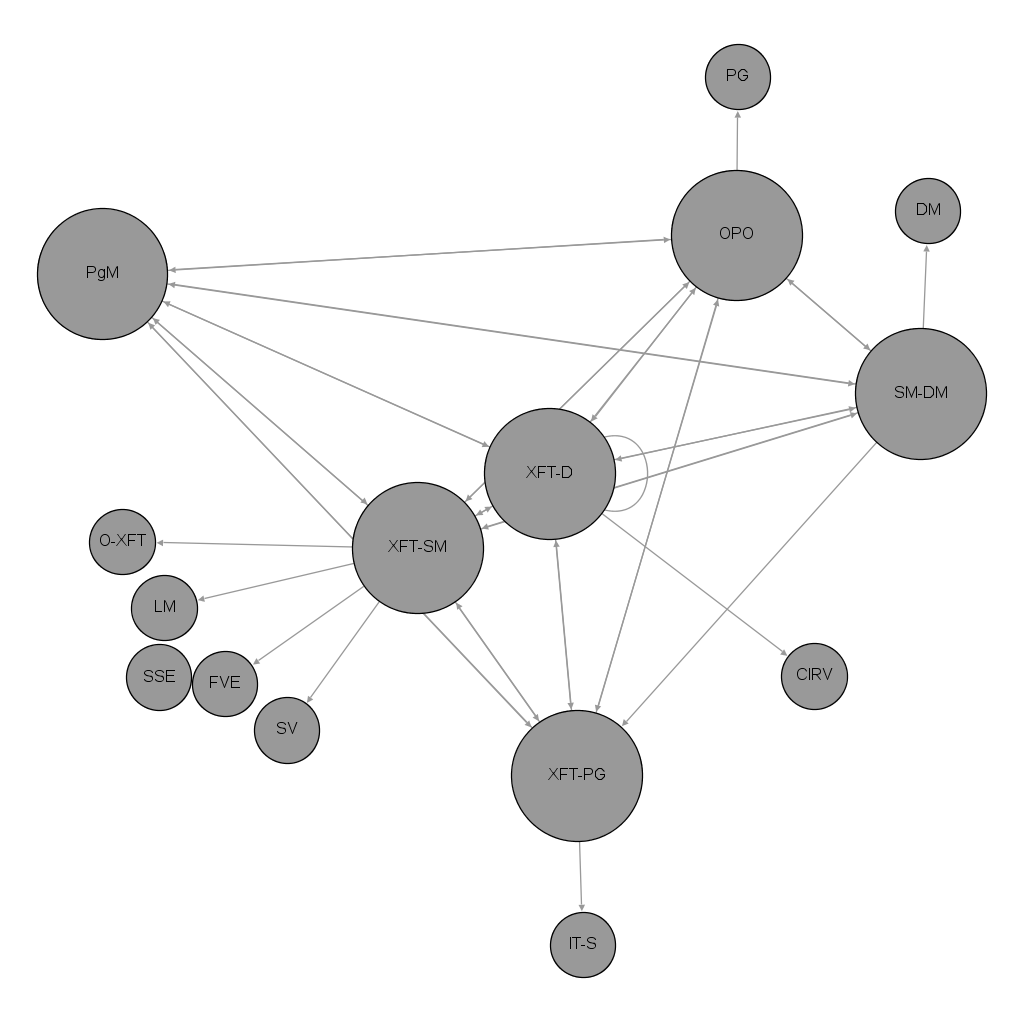 PG
DM
OPO
PgM
SM-DM
XFT-D
XFT-SM
O-XFT
LM
SSE
FVE
CIRV
SV
XFT-PG
IT-S